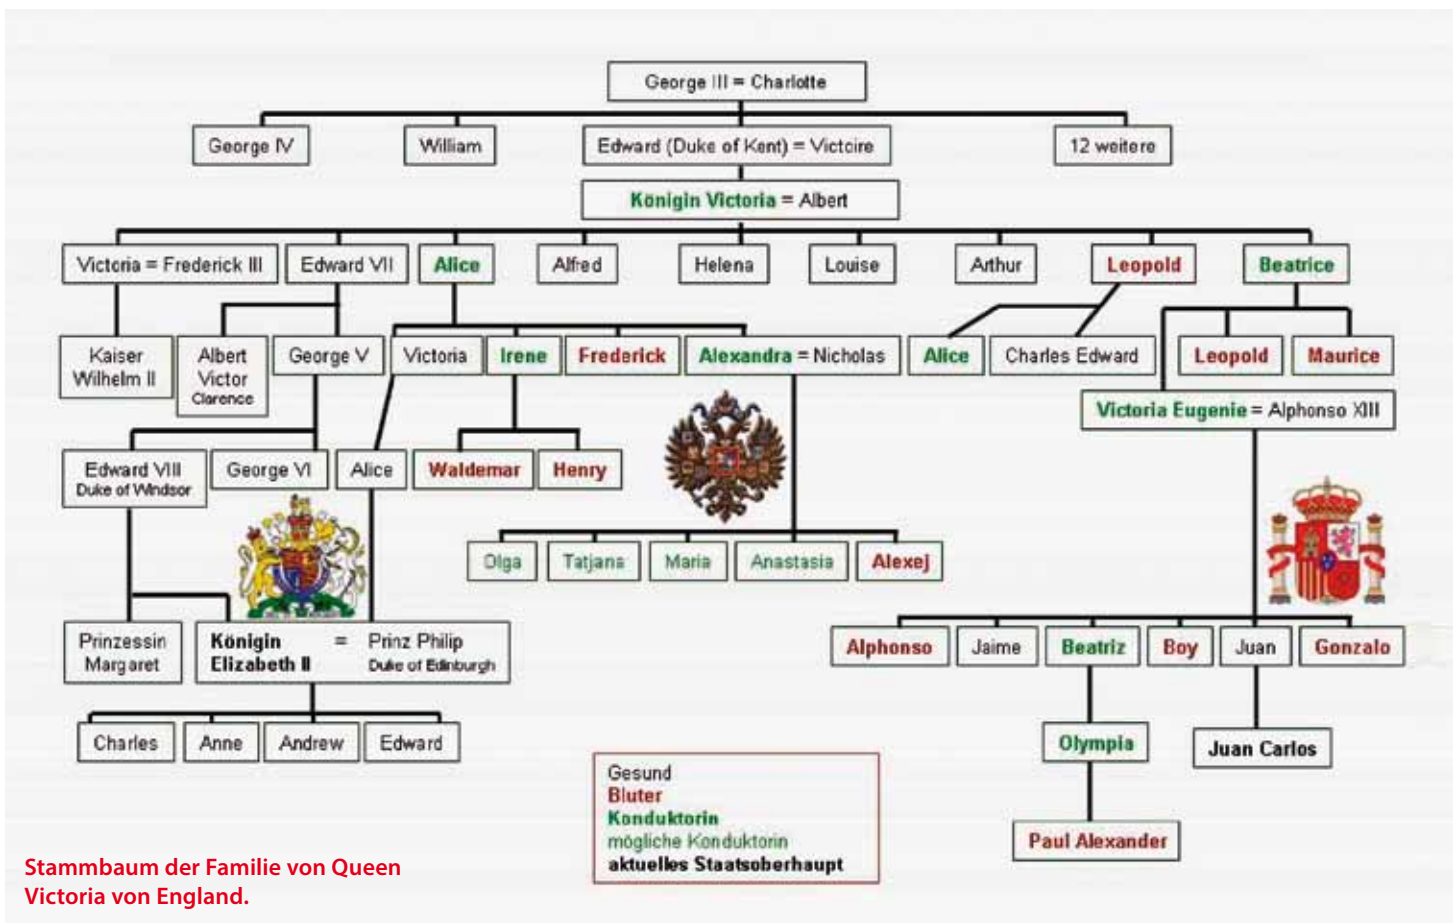 George III = Charlotte
George IV
William
Edward (Duke of Kent) = Victoire
12 weitere
Königin Victoria = Albert
Victoria = Frederick III
Edward VII
Alice
Alfred
Helena
Louise
Arthur
Leopold
Beatrice
Kaiser
Wilhelm II
Albert
Victor
Clarence
George V
Victoria
Irene
Frederick
Alexandra = Nicholas
Alice
Charles Edward
Leopold
Maurice
Victoria Eugenie = Alphonso XIII
Edward VIII
Duke of Windsor
George VI
Alice
Waldemar
Henry
Olga
Tatjana
Maria
Anastasia
Alexej
Prinzessin
Margaret
Königin = Prinz Philip
Elizabeth II Duke of Edinburgh
Alphonso
Jaime
Beatriz
Boy
Juan
Gonzalo
Charles
Anne
Andrew
Edward
Olympia
Juan Carlos
Paul Alexander
Gesund
Bluter
Konduktorin
mögliche Konduktorin
aktuelles Staatsoberhaupt
Stammbaum der Familie von Queen
Victoria von England.